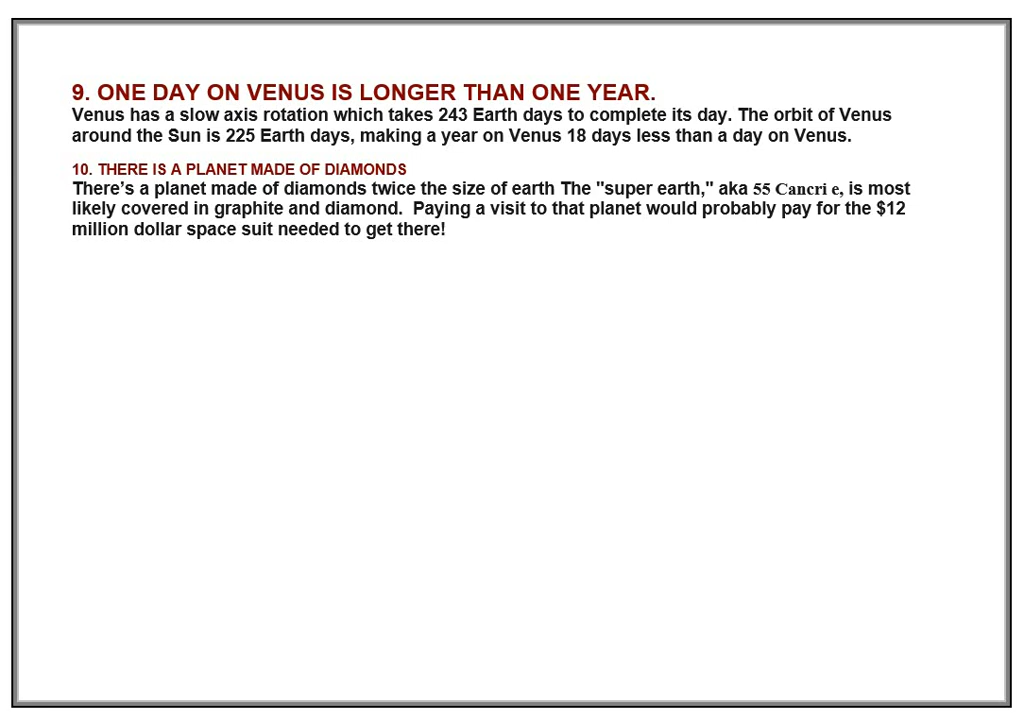 9. ONE DAY ON VENUS IS LONGER THAN ONE YEAR.
Venus has a slow axis rotation which takes 243 Earth days to complete its day. The orbit of Venus
around the Sun is 225 Earth days, making a year on Venus 18 days less than a day on Venus.
10. THERE IS A PLANET MADE OF DIAMONDS
There’s a planet made of diamonds twice the size of earth The "super earth," aka 55 Cancri e, is most
likely covered in graphite and diamond.  Paying a visit to that planet would probably pay for the $12
million dollar space suit needed to get there!